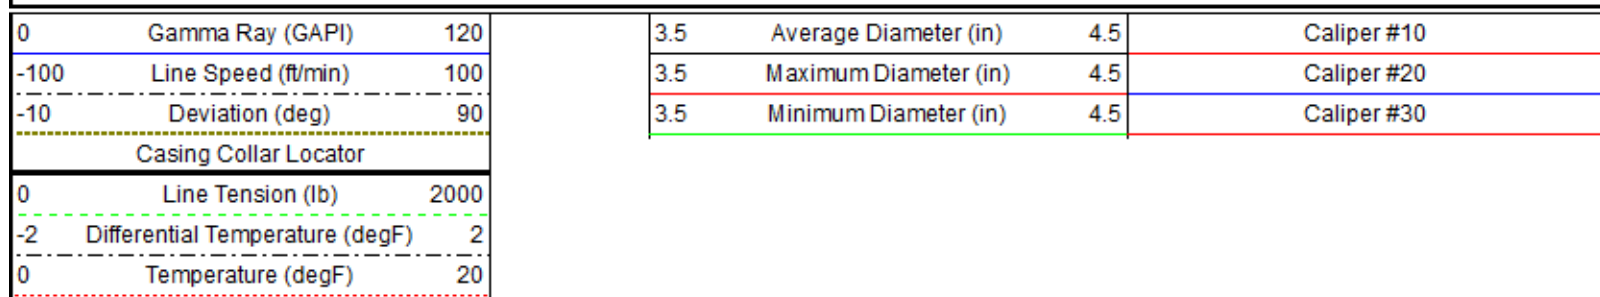 0 Gamma Ray (GAPI) 120 3.5 Average Diameter (in) 4.5 Caliper #10
-100 Line Speed (ft/min) 100 3.5 Maximum Diameter (in) 4.5 Caliper #20
-10 Deviation (deg) 90 3.5 Minimum Diameter (in) 4.5 Caliper #30
Casing Collar Locator
0 Line Tension (lb) 2000
-2 Differential Temperature (degF) 2
0 Temperature (degF) 20